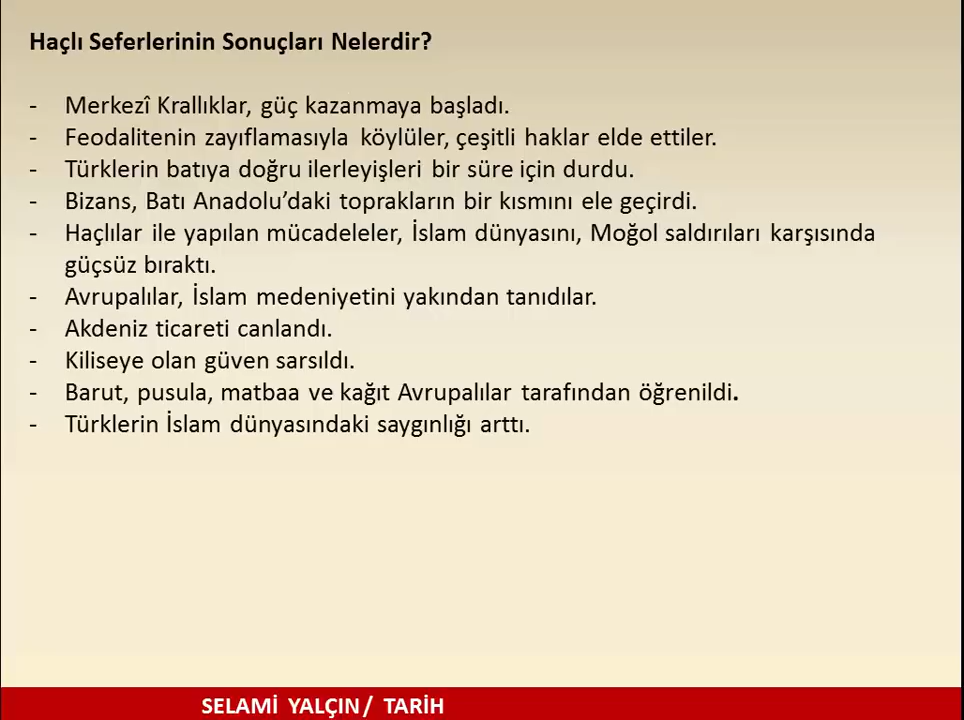 Haçlı Seferlerinin Sonuçları Nelerdir?
- Merkezî Krallıklar, güç kazanmaya başladı.
- Feodalitenin zayıflamasıyla köylüler, çeşitli haklar elde ettiler.
- Türklerin batıya doğru ilerleyişleri bir süre için durdu.
- Bizans, Batı Anadolu’daki toprakların bir kısmını ele geçirdi.
- Haçlılar ile yapılan mücadeleler, İslam dünyasını, Moğol saldırıları karşısında
güçsüz bıraktı.
- Avrupalılar, İslam medeniyetini yakından tanıdılar.
- Akdeniz ticareti canlandı.
- Kiliseye olan güven sarsıldı.
- Barut, pusula, matbaa ve kağıt Avrupalılar tarafından öğrenildi.
- Türklerin İslam dünyasındaki saygınlığı arttı.
SELAMİ YALÇIN/ TARİH